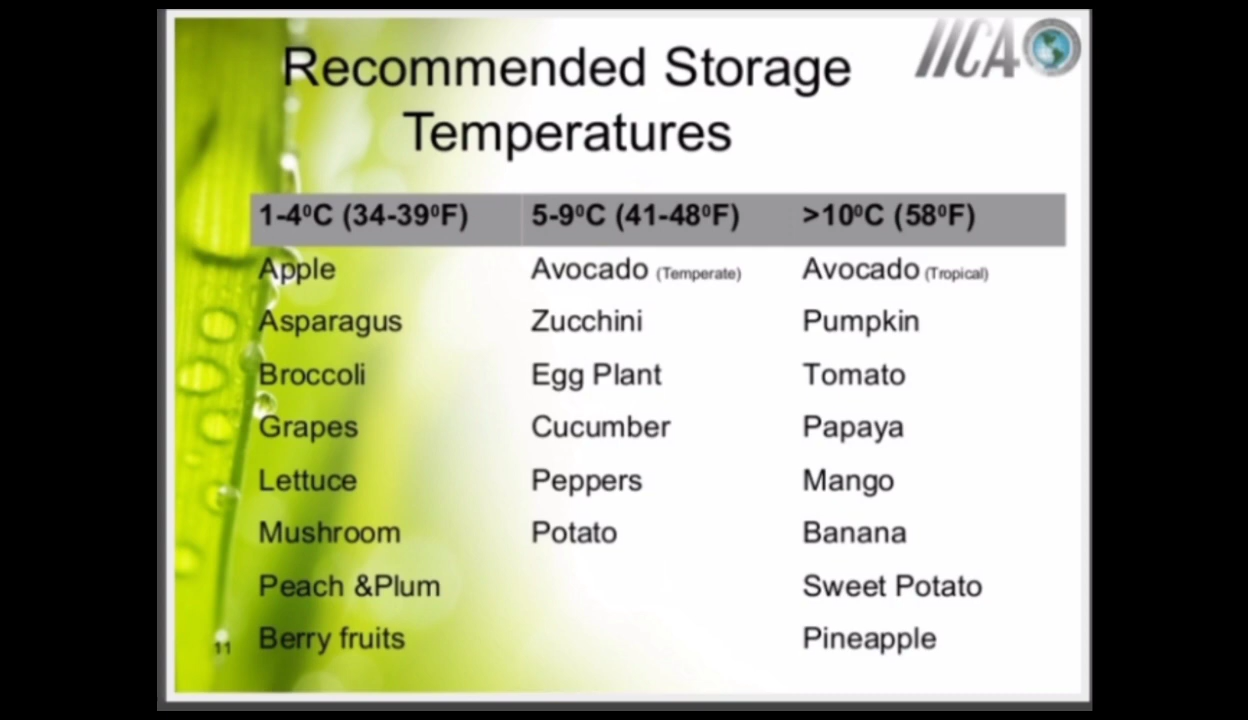 IICA
Recommended Storage
Temperatures
1-4⁰C (34-39⁰F) 5-9⁰C (41-48⁰F) >10⁰C (58⁰F)
Apple Avocado (Temperate) Avocado (Tropical)
Asparagus Zucchini Pumpkin
Broccoli Egg Plant Tomato
Grapes Cucumber Papaya
Lettuce Peppers Mango
Mushroom Potato Banana
Peach &Plum Sweet Potato
Berry fruits Pineapple
11